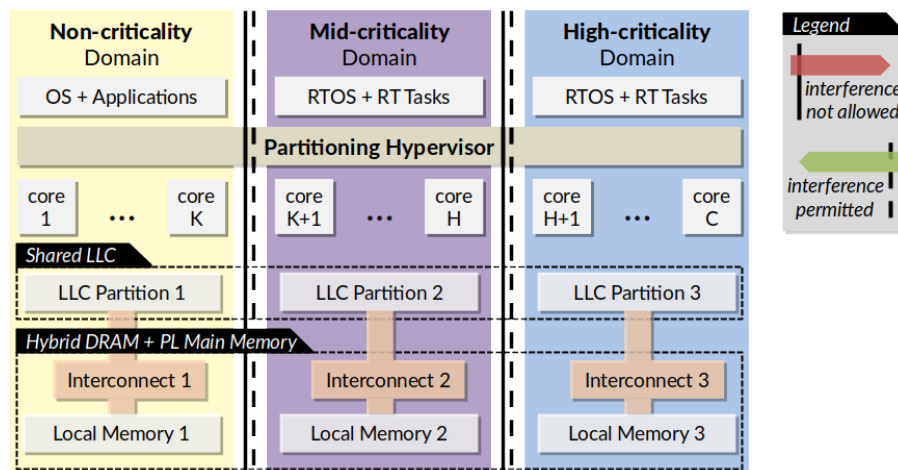 Non-criticality
Domain
Mid-criticality
Domain
High-criticality
Domain
Legend
interference
not allowed
interference
permitted
OS + Applications
RTOS + RT Tasks
RTOS + RT Tasks
Partitioning Hypervisor
core
1
...
core
K
core
K+1
...
core
H
core
H+1
...
core
C
Shared LLC
LLC Partition 1
LLC Partition 2
LLC Partition 3
Hybrid DRAM + PL Main Memory
Interconnect 1
Interconnect 2
Interconnect 3
Local Memory 1
Local Memory 2
Local Memory 3